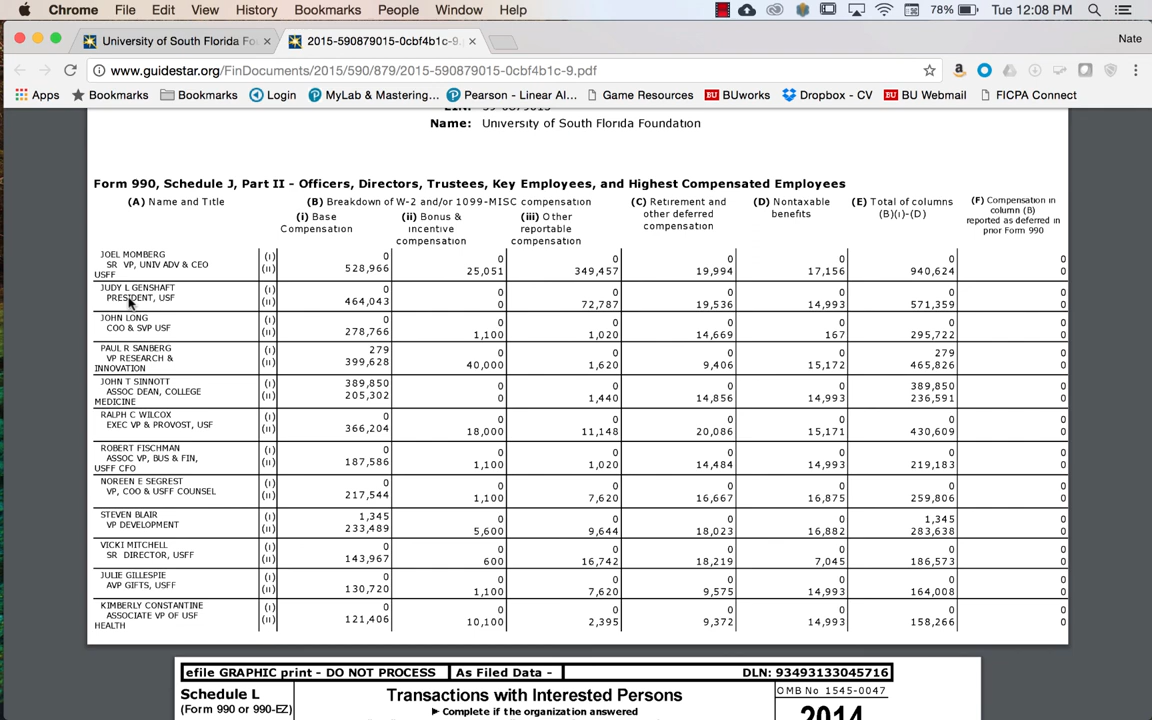 Chrome File Edit View History Bookmarks People Window Help 78% Tue 12:08 PM
University of South Florida Fo 2015-590879015-0cbf4b1c-9. Nate
www.guidestar.org/FinDocuments/2015/590/879/2015-590879015-0cbf4b1c-9.pdf
Apps Bookmarks Bookmarks Login MyLab & Mastering... Pearson - Linear Al... Game Resources BU BUworks Dropbox - CV BU BU Webmail FICPA Connect
Name: University of South Florida Foundation
Form 990, Schedule J, Part II - Officers, Directors, Trustees, Key Employees, and Highest Compensated Employees
(A) Name and Title (B) Breakdown of W-2 and/or 1099-MISC compensation (C) Retirement and other deferred compensation (D) Nontaxable benefits (E) Total of columns (B)(i)-(D) (F) Compensation in column (B) reported as deferred in prior Form 990
(i) Base Compensation (ii) Bonus & incentive compensation (iii) Other reportable compensation
JOEL MOMBERG (i) 0 0 0 0 0 0 0
SR VP, UNIV ADV & CEO USFF (ii) 528,966 25,051 349,457 19,994 17,156 940,624 0
JUDY L GENSHAFT (i) 0 0 0 0 0 0 0
PRESIDENT, USF (ii) 464,043 0 72,787 19,536 14,993 571,359 0
JOHN LONG (i) 0 0 0 0 0 0 0
COO & SVP USF (ii) 278,766 1,100 1,020 14,669 167 295,722 0
PAUL R SANBERG (i) 279 0 0 0 0 279 0
VP RESEARCH & INNOVATION (ii) 399,628 40,000 1,620 9,406 15,172 465,826 0
JOHN T SINNOTT (i) 389,850 0 0 0 0 389,850 0
ASSOC DEAN, COLLEGE MEDICINE (ii) 205,302 0 1,440 14,856 14,993 236,591 0
RALPH C WILCOX (i) 0 0 0 0 0 0 0
EXEC VP & PROVOST, USF (ii) 366,204 18,000 11,148 20,086 15,171 430,609 0
ROBERT FISCHMAN (i) 0 0 0 0 0 0 0
ASSOC VP, BUS & FIN, USFF CFO (ii) 187,586 1,100 1,020 14,484 14,993 219,183 0
NOREEN E SEGREST (i) 0 0 0 0 0 0 0
VP, COO & USFF COUNSEL (ii) 217,544 1,100 7,620 16,667 16,875 259,806 0
STEVEN BLAIR (i) 1,345 0 0 0 0 1,345 0
VP DEVELOPMENT (ii) 233,489 5,600 9,644 18,023 16,882 283,638 0
VICKI MITCHELL (i) 0 0 0 0 0 0 0
SR DIRECTOR, USFF (ii) 143,967 600 16,742 18,219 7,045 186,573 0
JULIE GILLESPIE (i) 0 0 0 0 0 0 0
AVP GIFTS, USFF (ii) 130,720 1,100 7,620 9,575 14,993 164,008 0
KIMBERLY CONSTANTINE (i) 0 0 0 0 0 0 0
ASSOCIATE VP OF USF HEALTH (ii) 121,406 10,100 2,395 9,372 14,993 158,266 0
efile GRAPHIC print - DO NOT PROCESS As Filed Data - DLN: 93493133045716
Schedule L Transactions with Interested Persons OMB No 1545-0047
(Form 990 or 990-EZ) ▶ Complete if the organization answered 2014